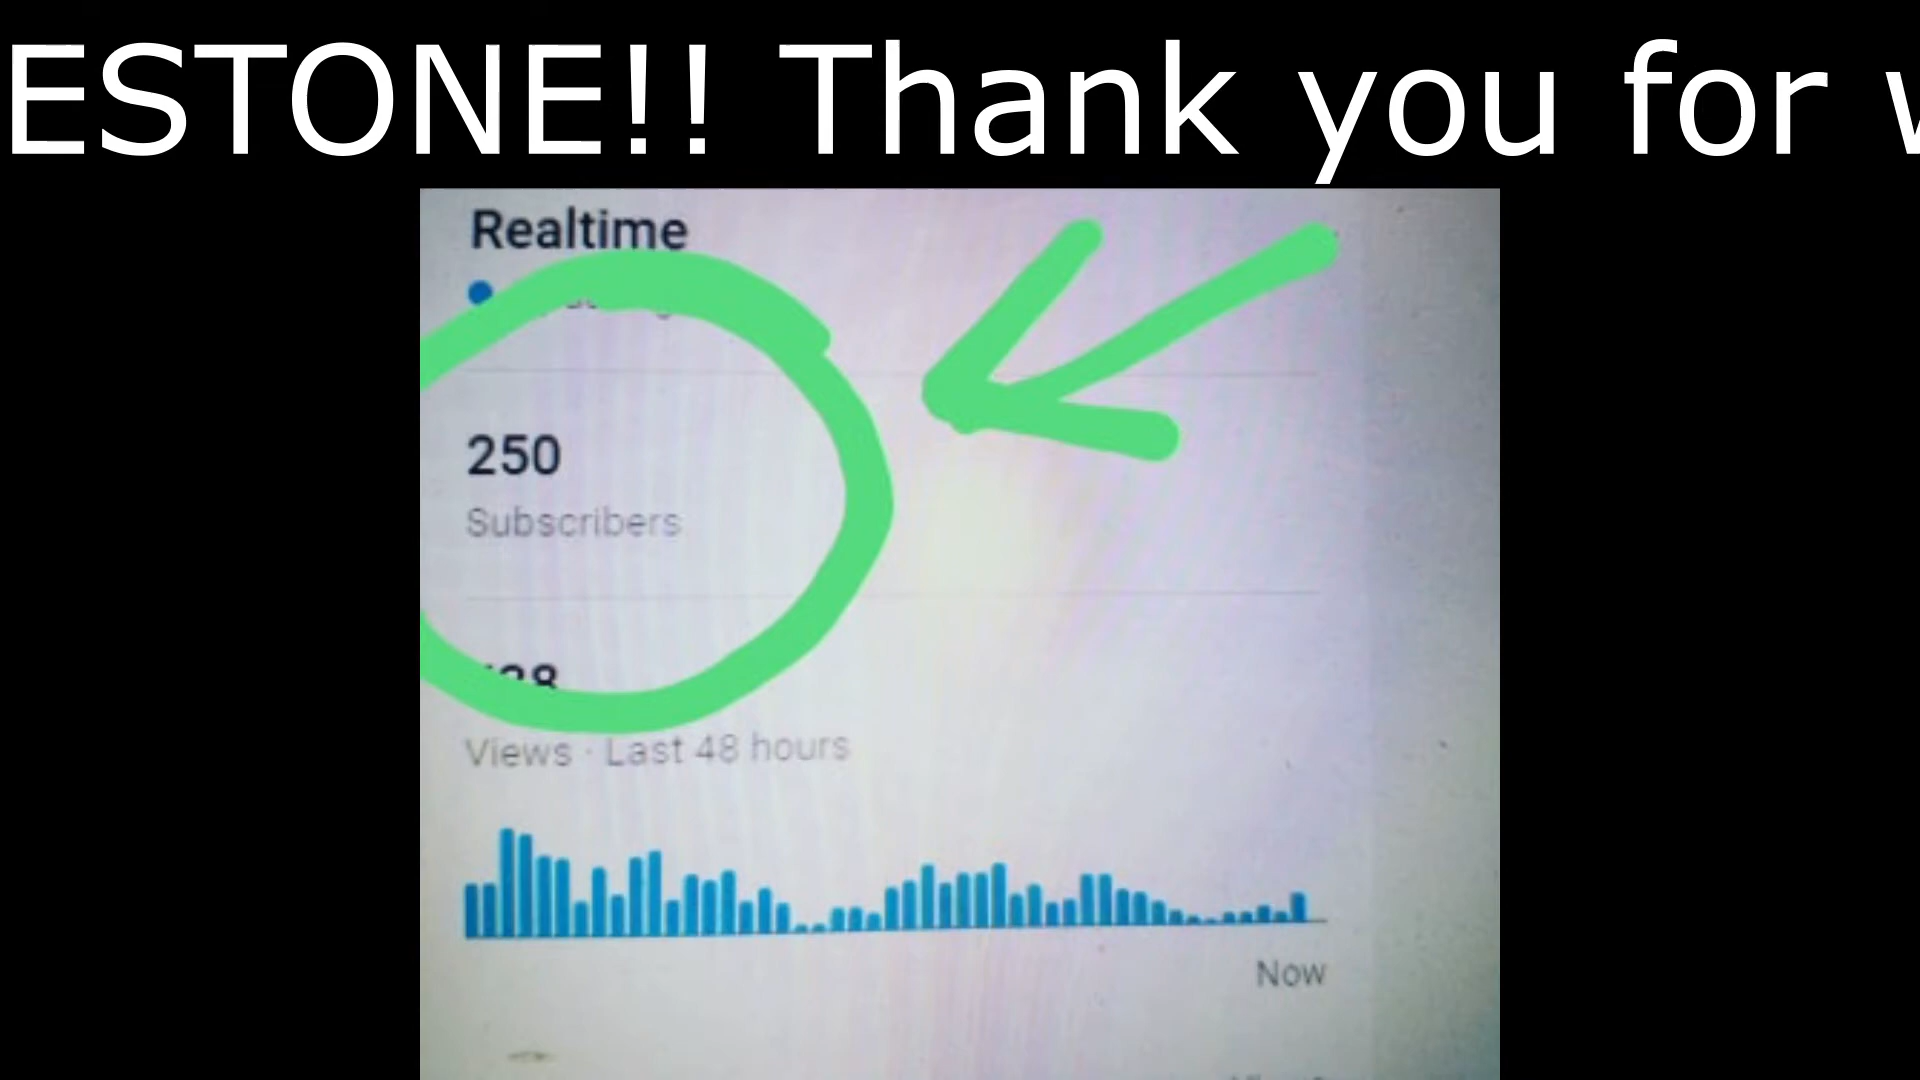 ESTONE!! Thank you for
Realtime
250
Subscribers
Views · Last 48 hours
Now